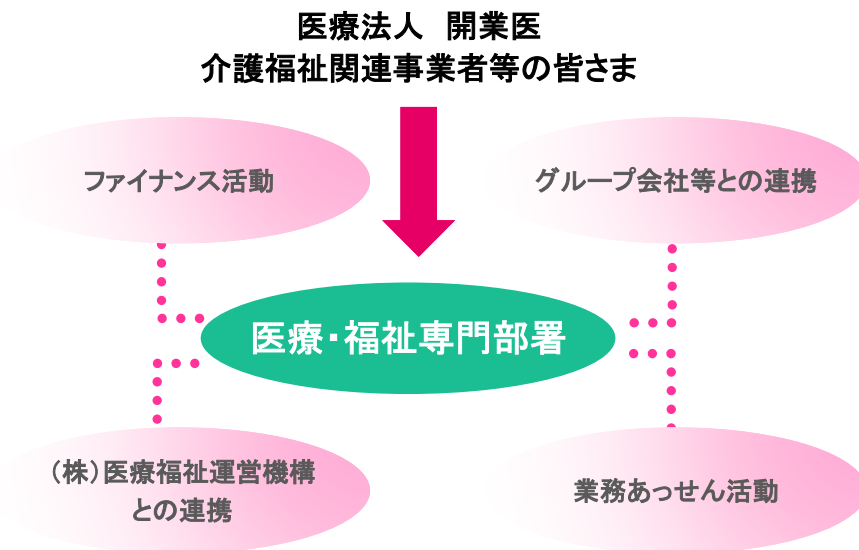 医療法人　開業医
介護福祉関連事業者等の皆さま
ファイナンス活動
グループ会社等との連携
医療・福祉専門部署
（株）医療福祉運営機構
との連携
業務あっせん活動